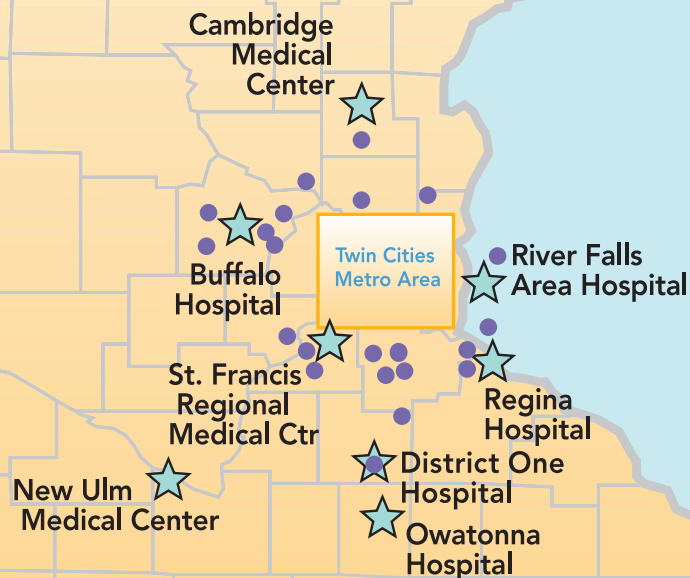 Cambridge
Medical
Center
Twin Cities
Metro Area
River Falls
Area Hospital
Buffalo
Hospital
St. Francis
Regional
Medical Ctr
Regina
Hospital
District One
Hospital
New Ulm
Medical Center
Owatonna
Hospital